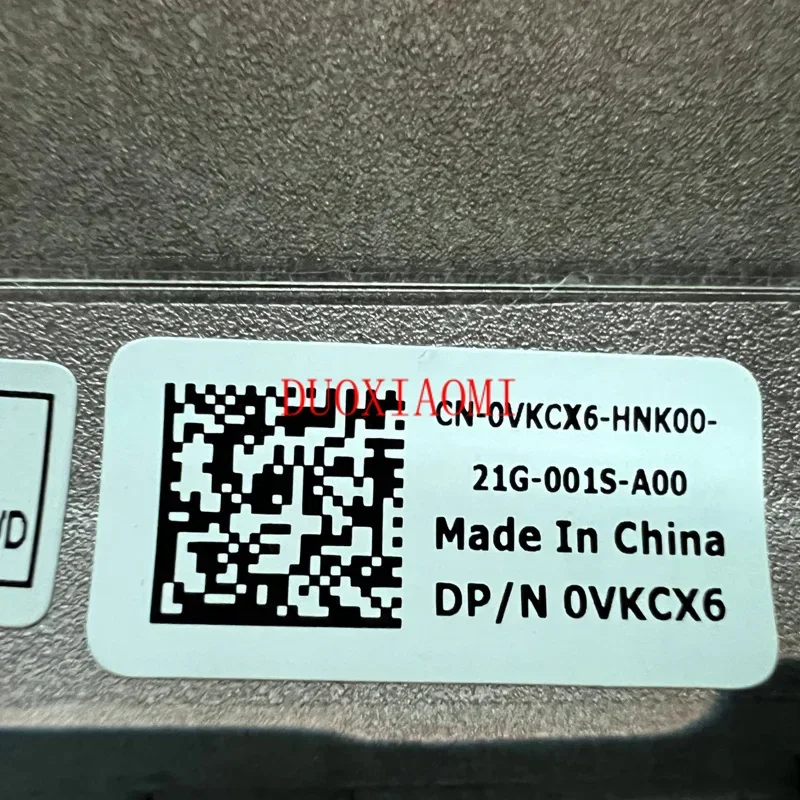 DUOXIAOMI
CN-0VKCX6-HNK00-
21G-001S-A00
Made In China
DP/N 0VKCX6